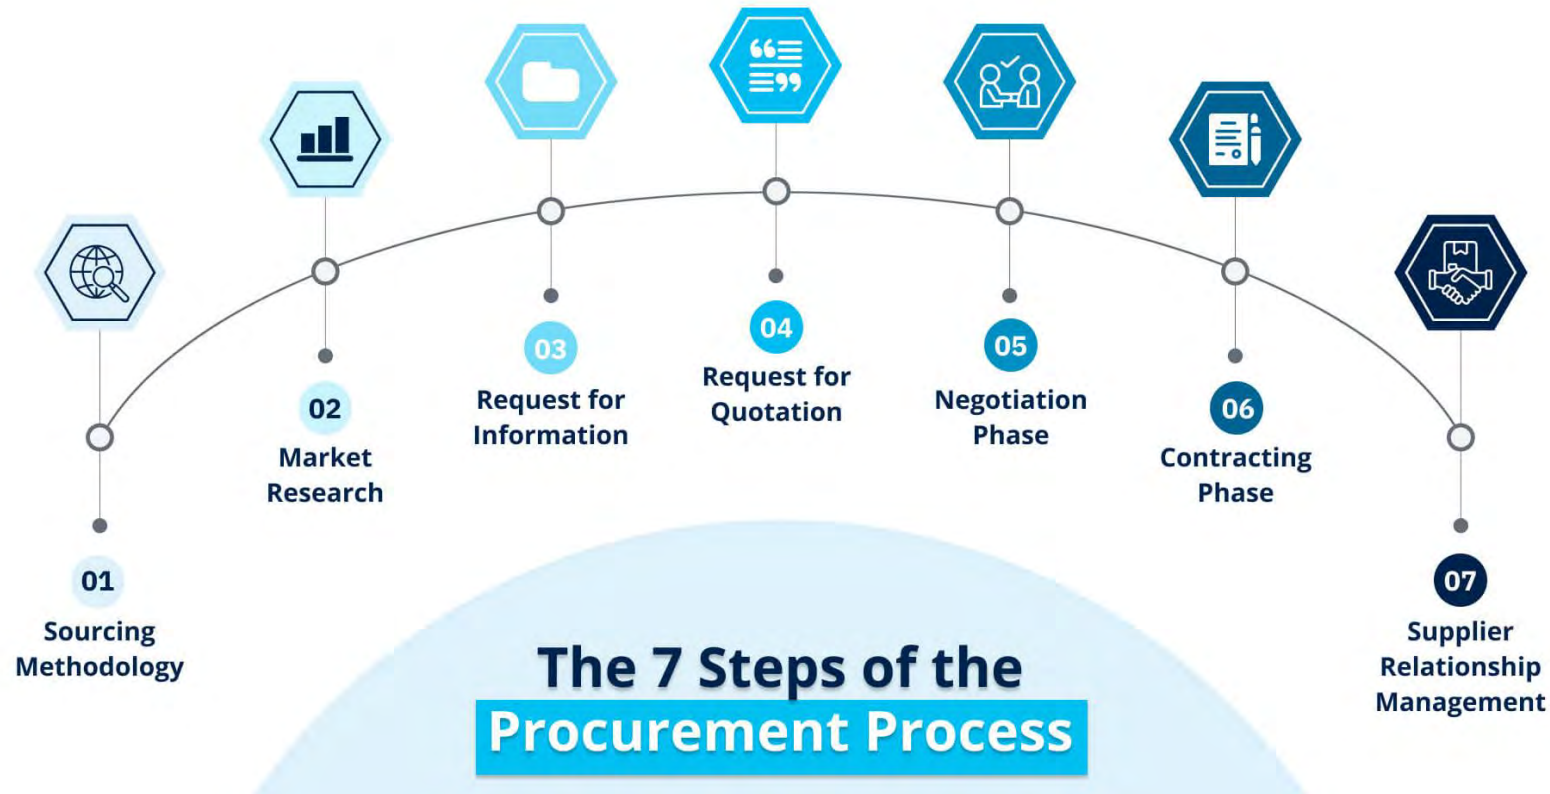 01
Sourcing
Methodology
02
Market
Research
03
Request for
Information
04
Request for
Quotation
05
Negotiation
Phase
06
Contracting
Phase
07
Supplier
Relationship
Management
The 7 Steps of the
Procurement Process